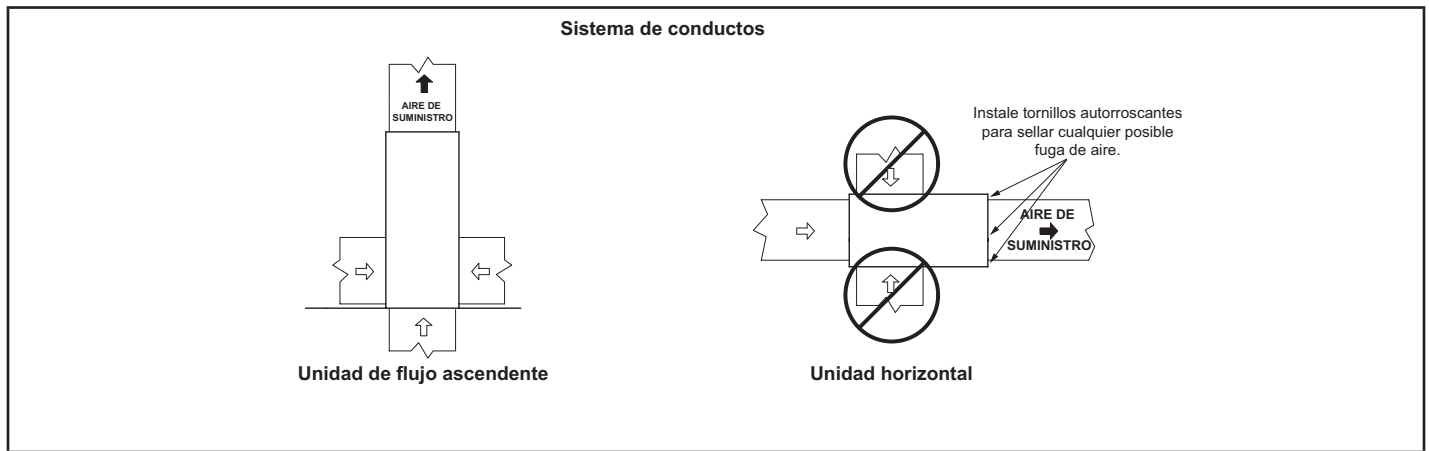 Sistema de conductos
AIRE DE
SUMINISTRO
Unidad de flujo ascendente
Instale tornillos autorroscantes
para sellar cualquier posible
fuga de aire.
AIRE DE
SUMINISTRO
Unidad horizontal